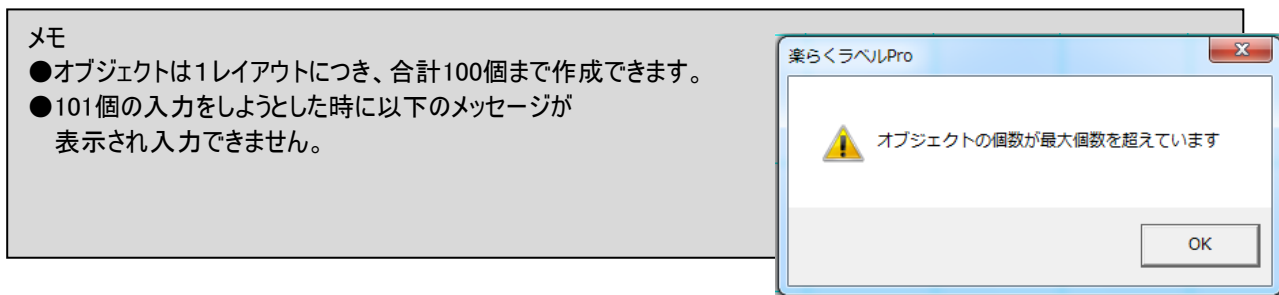 メモ
●オブジェクトは１レイアウトにつき、合計100個まで作成できます。
●101個の入力をしようとした時に以下のメッセージが
表示され入力できません。
楽らくラベルPro
オブジェクトの個数が最大個数を超えています
OK